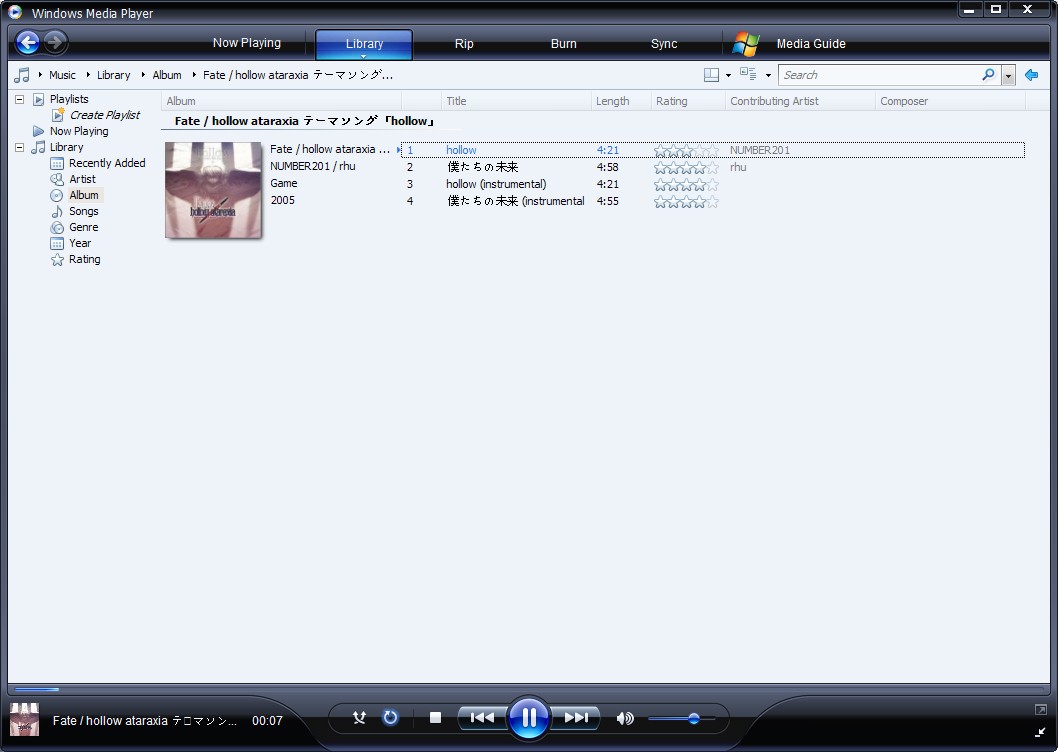 Windows Media Player
Now Playing Library Rip Burn Sync Media Guide
Music Library Album Fate / hollow ataraxia テーマソング... Search
Playlists
Create Playlist
Now Playing
Library
Recently Added
Artist
Album
Songs
Genre
Year
Rating
Album Title Length Rating Contributing Artist Composer
Fate / hollow ataraxia テーマソング「hollow」
Fate / hollow ataraxia ...
NUMBER201 / rhu
Game
2005
1 hollow 4:21 NUMBER201
2 僕たちの未来 4:58 rhu
3 hollow (instrumental) 4:21
4 僕たちの未来 (instrumental 4:55
hollow ataraxia
Fate / hollow ataraxia テーマソン... 00:07